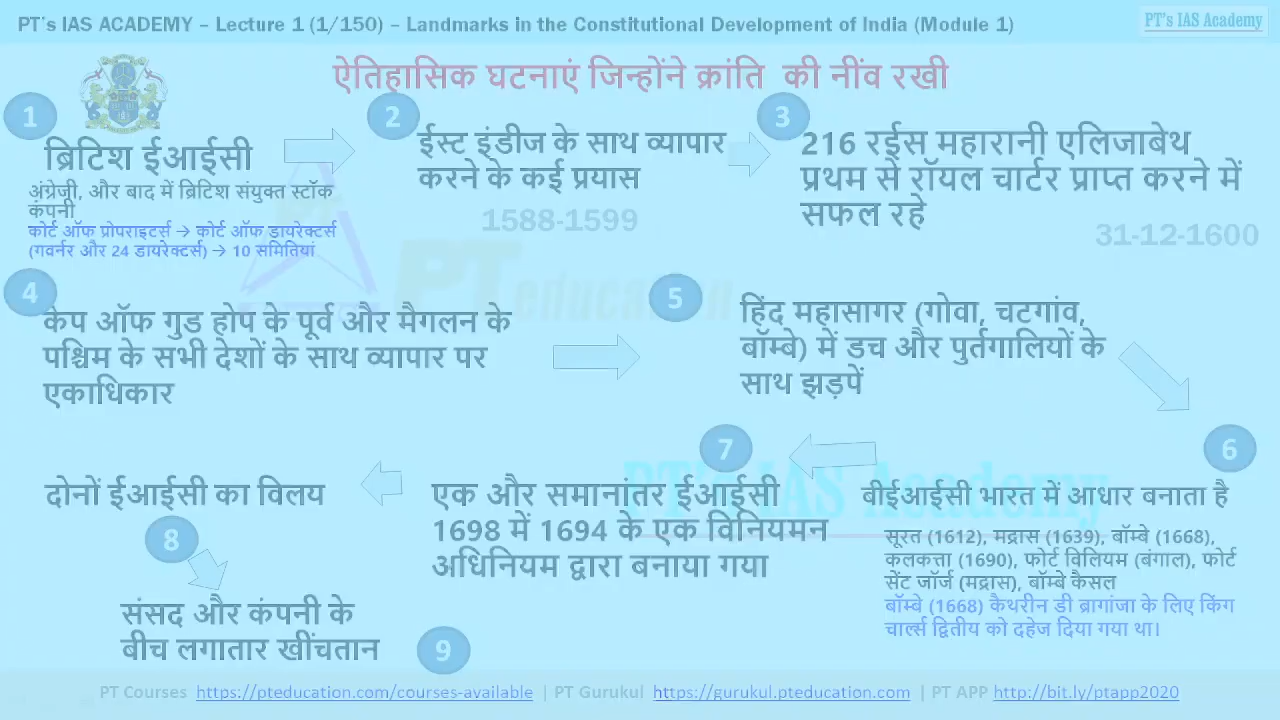 PT's IAS ACADEMY – Lecture 1 (1/150) – Landmarks in the Constitutional Development of India (Module 1)
PT's IAS Academy
ऐतिहासिक घटनाएं जिन्होंने क्रांति की नींव रखी
1
ब्रिटिश ईआईसी
अंग्रेजी, और बाद में ब्रिटिश संयुक्त स्टॉक
कंपनी
कोर्ट ऑफ प्रोपराइटर्स → कोर्ट ऑफ डायरेक्टर्स
(गवर्नर और 24 डायरेक्टर्स) → 10 समितियां
2
ईस्ट इंडीज के साथ व्यापार
करने के कई प्रयास
1588-1599
3
216 रईस महारानी एलिजाबेथ
प्रथम से रॉयल चार्टर प्राप्त करने में
सफल रहे
31-12-1600
4
केप ऑफ गुड होप के पूर्व और मैगलन के
पश्चिम के सभी देशों के साथ व्यापार पर
एकाधिकार
5
हिंद महासागर (गोवा, चटगांव,
बॉम्बे) में डच और पुर्तगालियों के
साथ झड़पें
6
बीईआईसी भारत में आधार बनाता है
सूरत (1612), मद्रास (1639), बॉम्बे (1668),
कलकत्ता (1690), फोर्ट विलियम (बंगाल), फोर्ट
सेंट जॉर्ज (मद्रास), बॉम्बे कैसल
बॉम्बे (1668) कैथरीन डी ब्रागांजा के लिए किंग
चार्ल्स द्वितीय को दहेज दिया गया था।
7
एक और समानांतर ईआईसी
1698 में 1694 के एक विनियमन
अधिनियम द्वारा बनाया गया
दोनों ईआईसी का विलय
8
संसद और कंपनी के
बीच लगातार खींचतान
9
PT education
PT's IAS Academy
PT Courses https://pteducation.com/courses-available | PT Gurukul https://gurukul.pteducation.com | PT APP http://bit.ly/ptapp2020